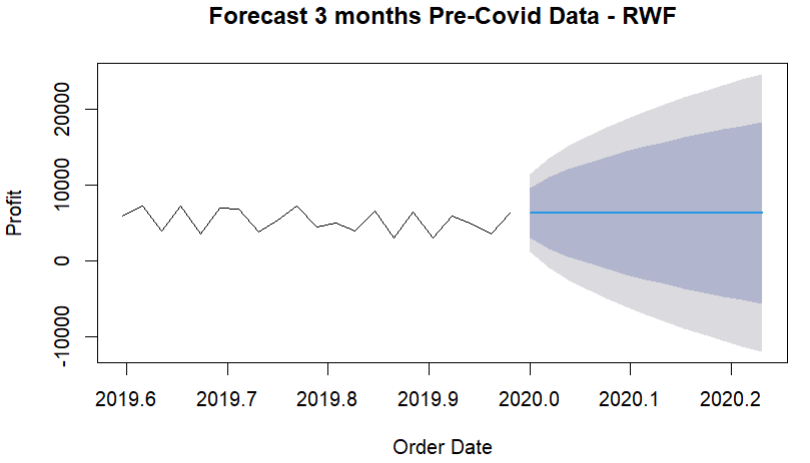 Forecast 3 months Pre-Covid Data - RWF
20000
10000
0
-10000
Profit
2019.6 2019.7 2019.8 2019.9 2020.0 2020.1 2020.2
Order Date